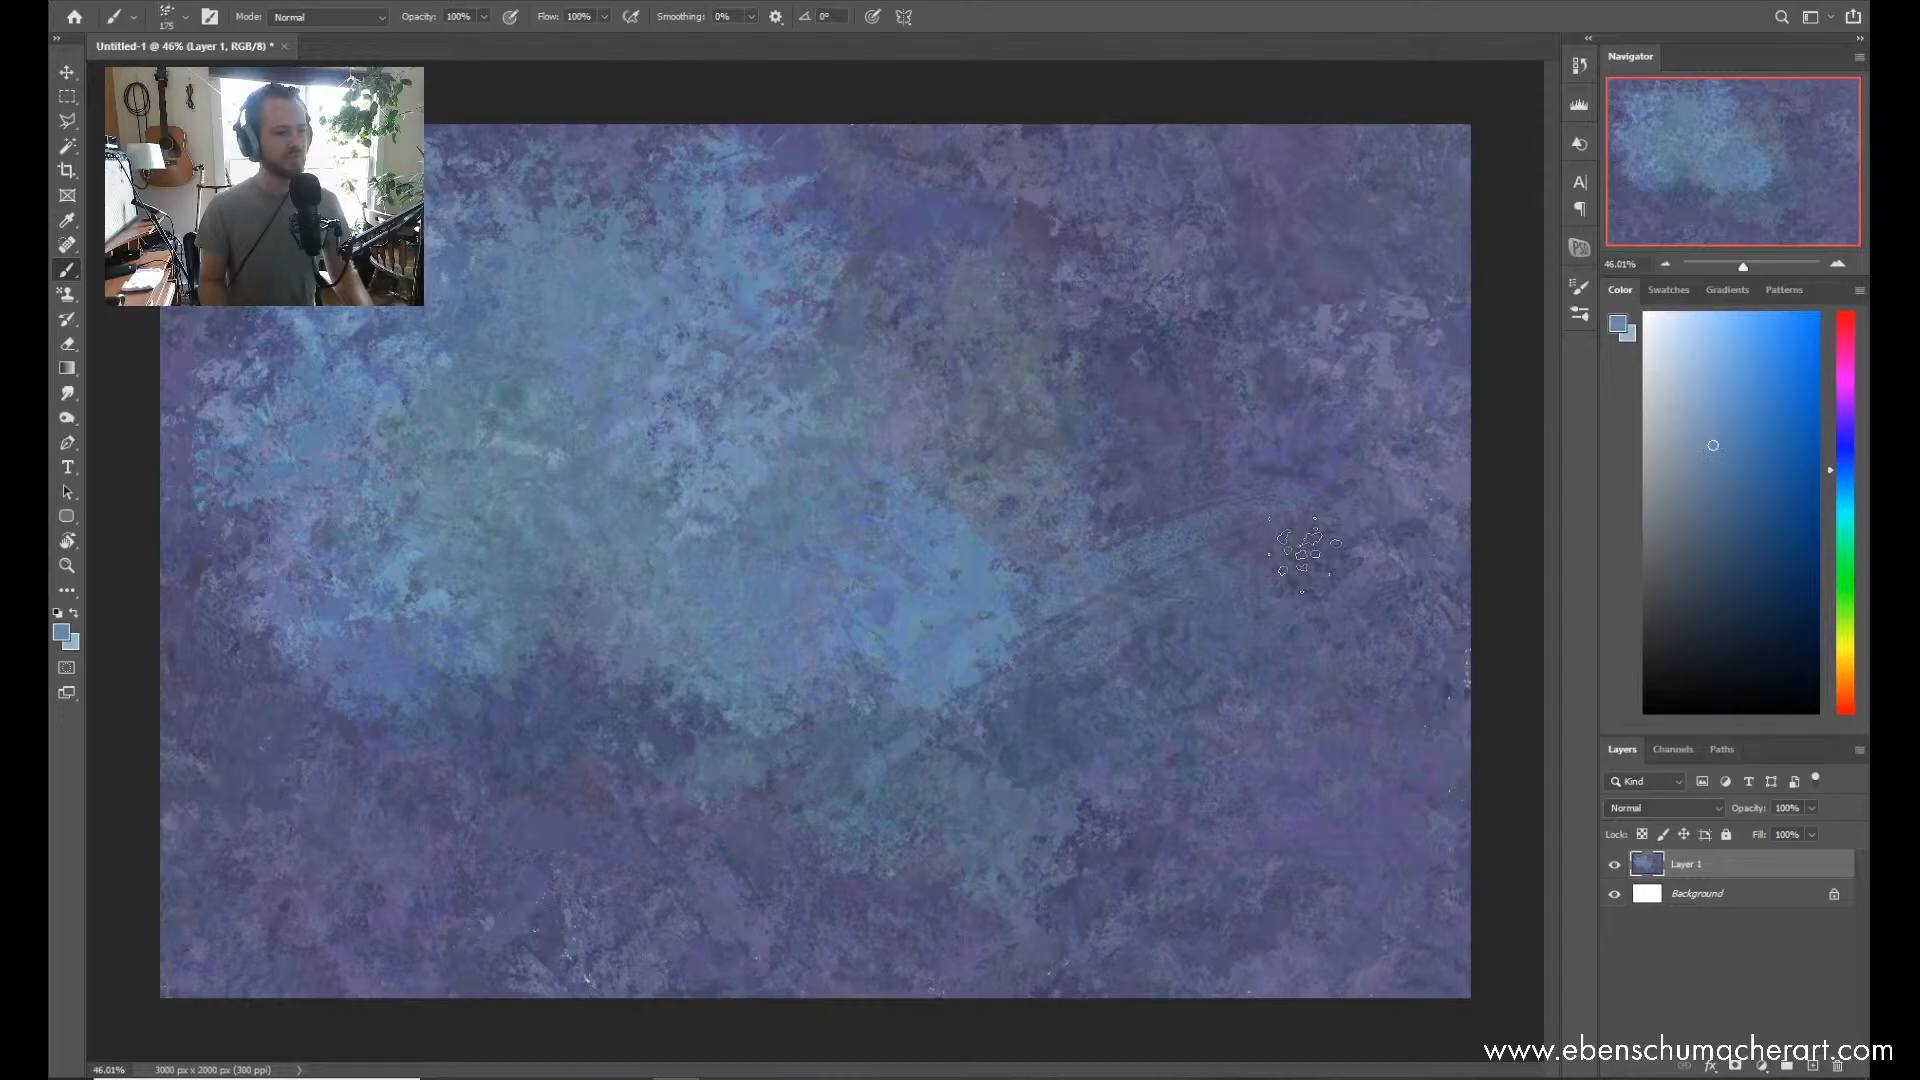 Mode: Normal Opacity: 100% Flow: 100% Smoothing: 0% 0°
175
Untitled-1 @ 46% (Layer 1, RGB/8) *
Navigator
46.01%
Color Swatches Gradients Patterns
Layers Channels Paths
Kind
Normal Opacity: 100%
Lock: Fill: 100%
Layer 1
Background
www.ebenschumacherart.com
46.01% 3000 px x 2000 px (300 ppi)